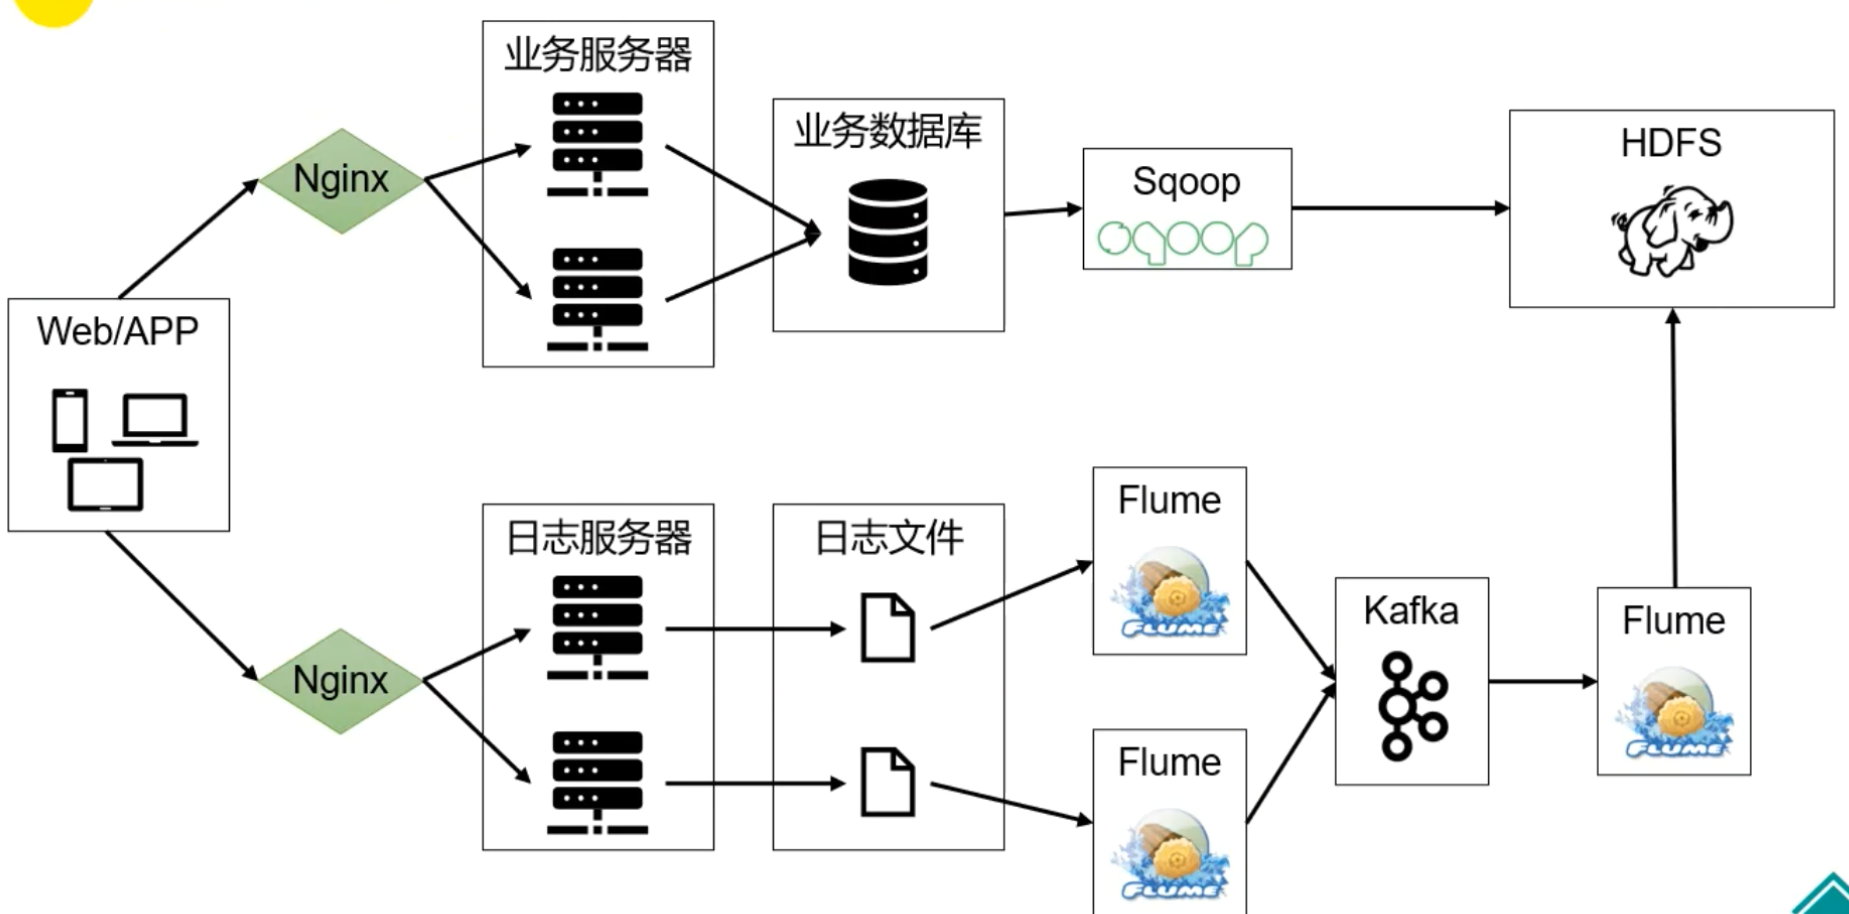 业务服务器
业务数据库
HDFS
Nginx
Sqoop
sqoop
Web/APP
Flume
FLUME
日志服务器
日志文件
Kafka
Flume
FLUME
Nginx
Flume
FLUME